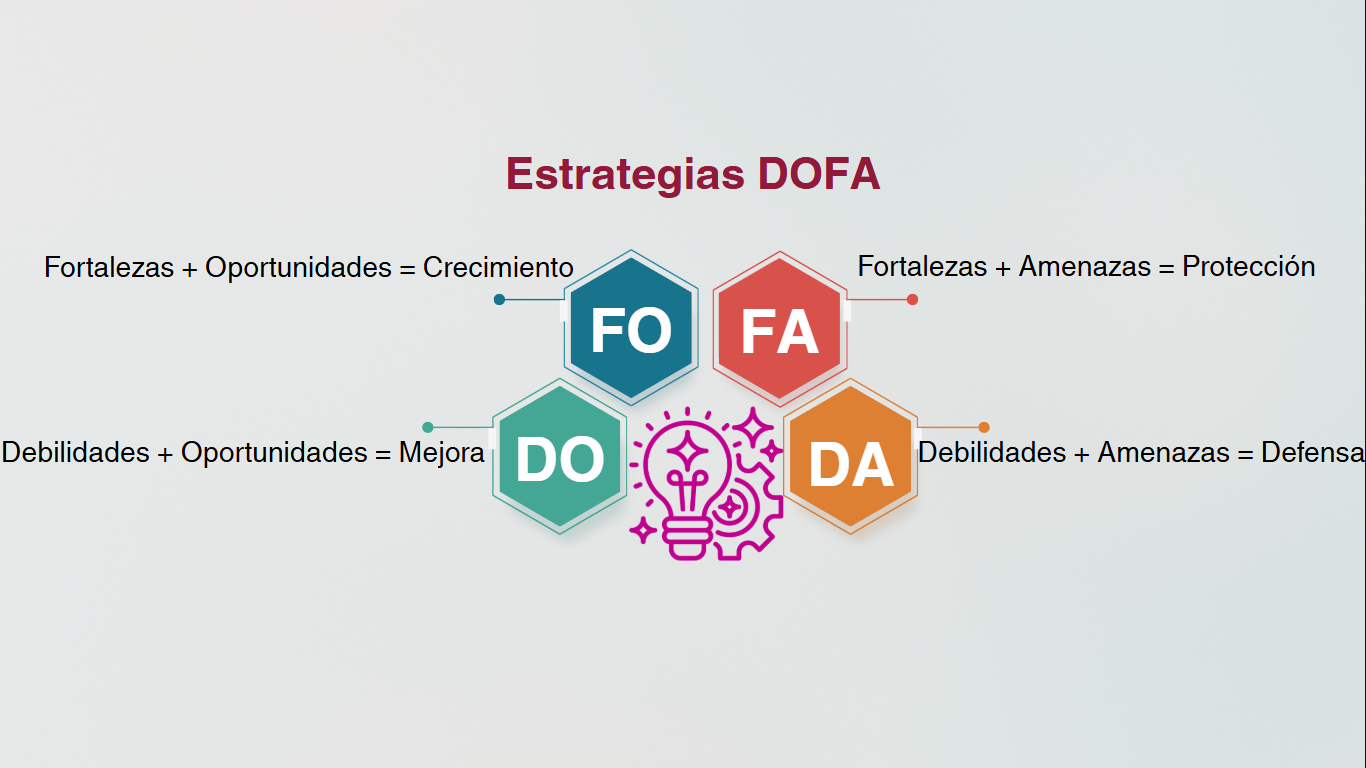 Estrategias DOFA
Fortalezas + Oportunidades = Crecimiento
FO
FA
Fortalezas + Amenazas = Protección
Debilidades + Oportunidades = Mejora
DO
DA
Debilidades + Amenazas = Defensa